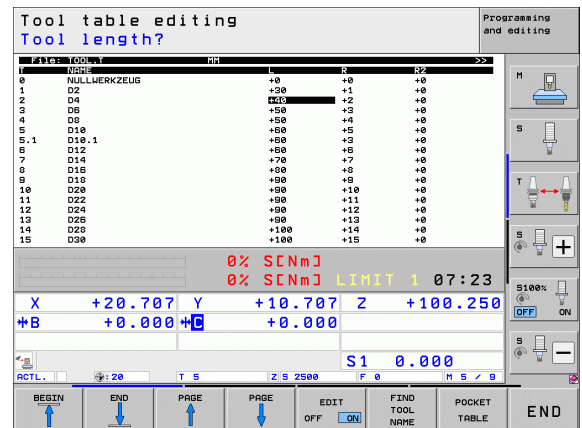 Tool table editing
Tool length?
Programming and editing
File: TOOL.T MM >>
T NAME L R R2
0 NULLWERKZEUG +0 +0 +0
1 D2 +30 +1 +0
2 D4 +40 +2 +0
3 D6 +50 +3 +0
4 D8 +50 +4 +0
5 D10 +60 +5 +0
5.1 D10.1 +60 +3 +0
6 D12 +60 +6 +0
7 D14 +70 +7 +0
8 D16 +80 +8 +0
9 D18 +90 +9 +0
10 D20 +90 +10 +0
11 D22 +90 +11 +0
12 D24 +90 +12 +0
13 D26 +90 +13 +0
14 D28 +100 +14 +0
15 D30 +100 +15 +0
0% S[Nm]
0% S[Nm] LIMIT 1 07:23
X +20.707 Y +10.707 Z +100.250
B +0.000 C +0.000
S1 0.000
ACTL. : 20 T 5 Z S 2500 F 0 M 5 / 9
M
S
T
S +
S100%
OFF ON
S −
BEGIN
END
PAGE
PAGE
EDIT
OFF ON
FIND
TOOL
NAME
POCKET
TABLE
END